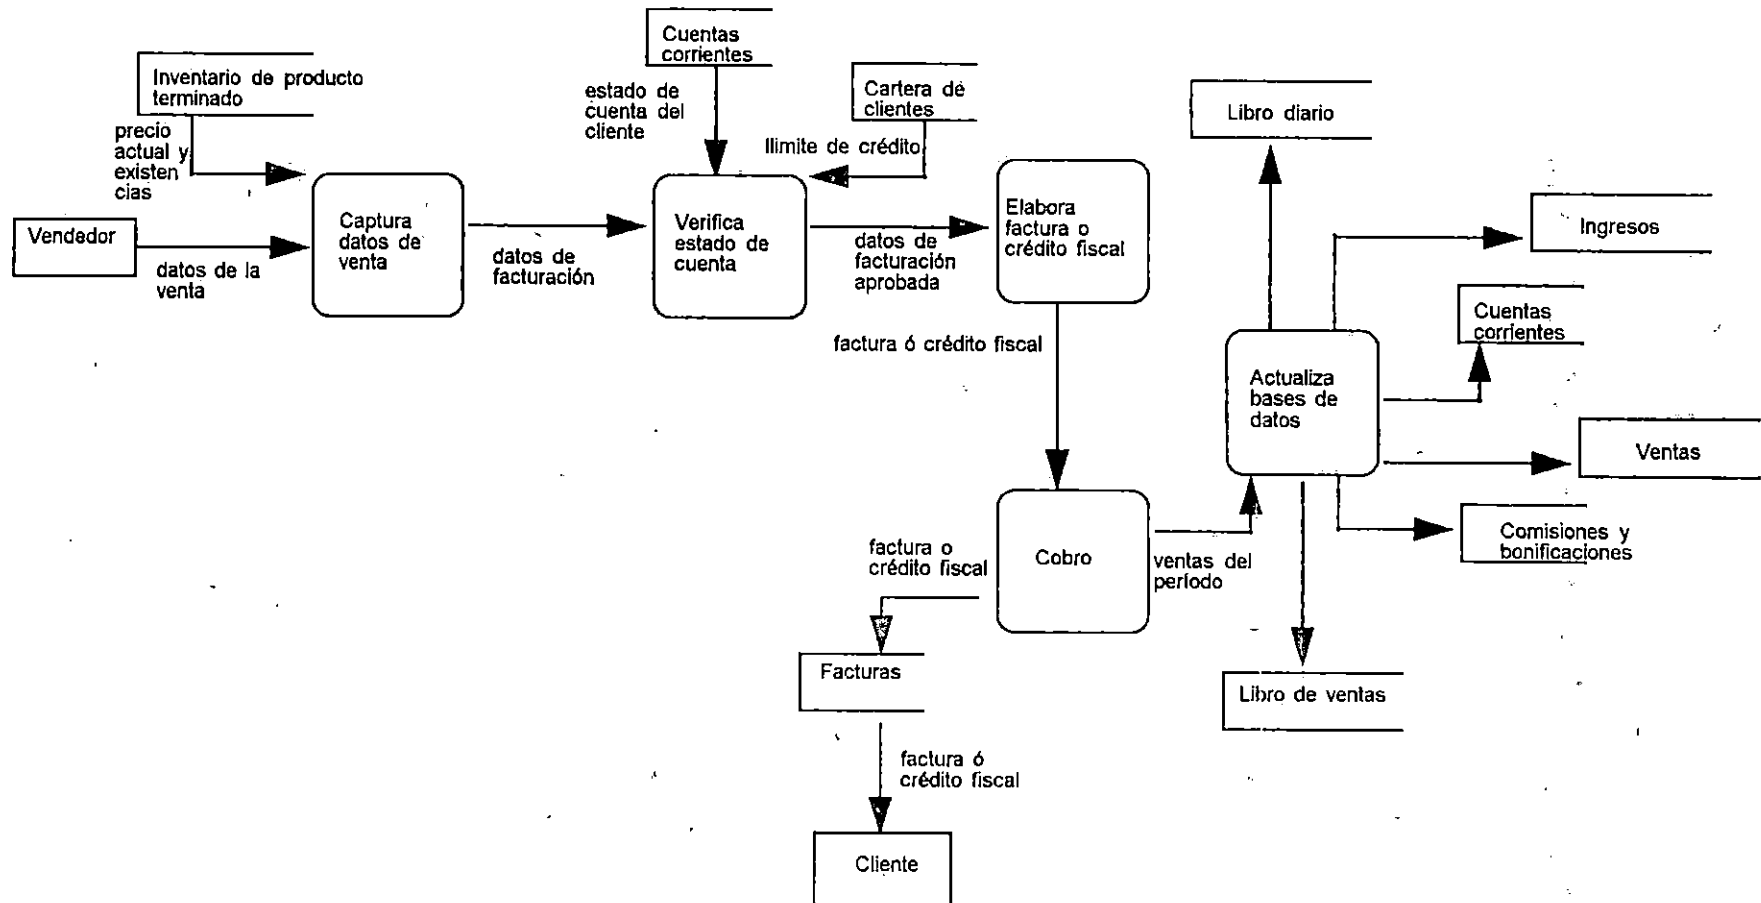 Cuentas
corrientes
Inventario de producto
terminado
estado de
cuenta del
cliente
Cartera de
clientes
Libro diario
precio
actual y
existen
cias
llimite de crédito
Vendedor
datos de la
venta
Captura
datos de
venta
datos de
facturación
Verifica
estado de
cuenta
datos de
facturación
aprobada
Elabora
factura o
crédito fiscal
Ingresos
Cuentas
corrientes
factura ó crédito fiscal
Actualiza
bases de
datos
Ventas
Comisiones y
bonificaciones
factura o
crédito fiscal
Cobro
ventas del
período
Facturas
Libro de ventas
factura ó
crédito fiscal
Cliente